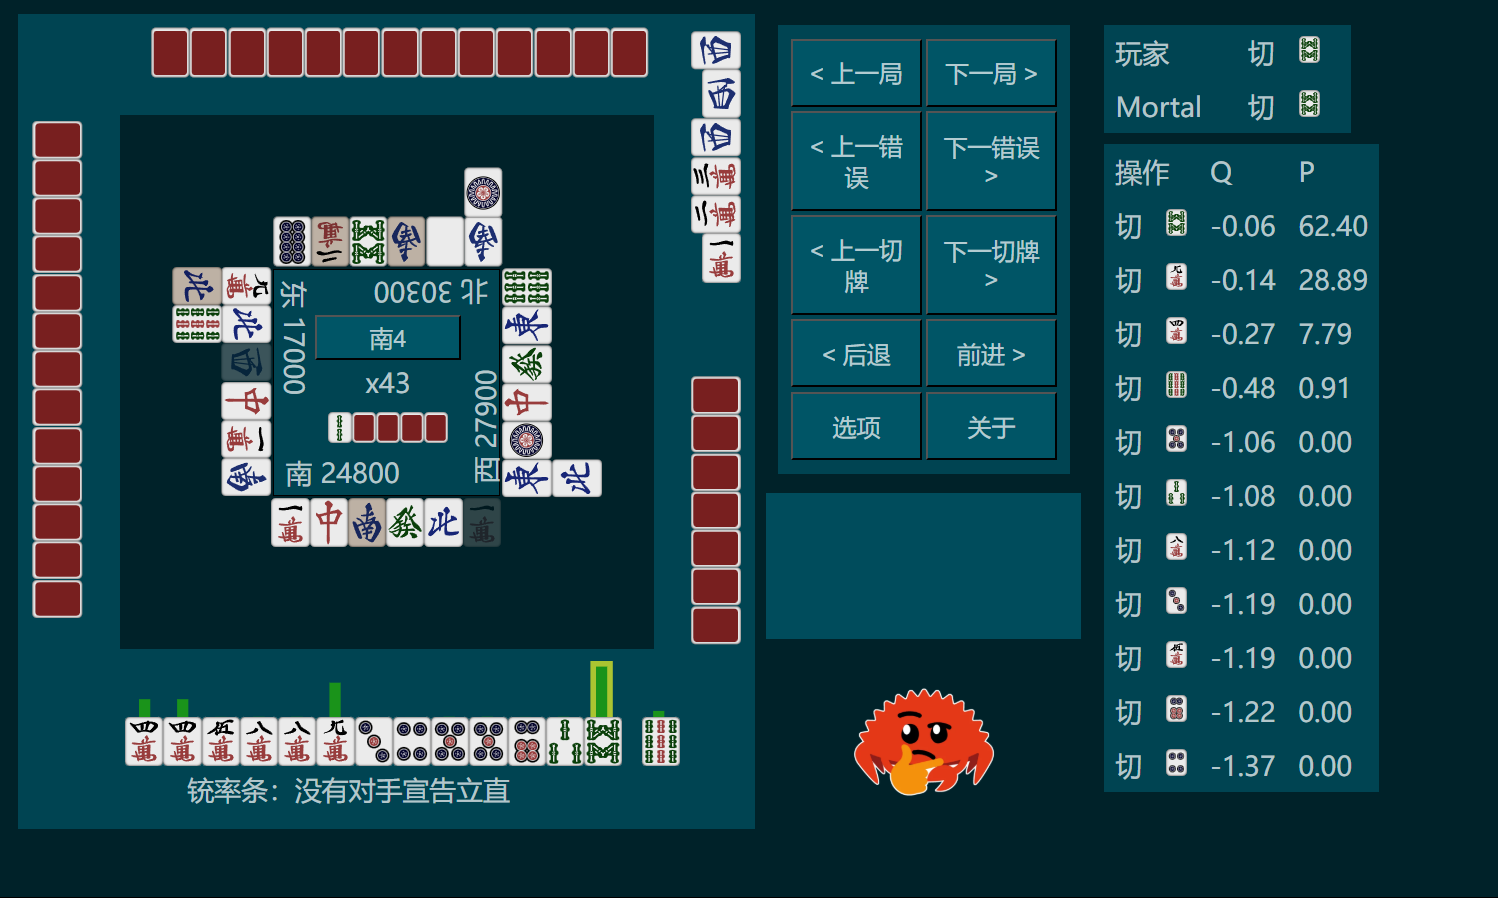 北 30300
东 17000
南4
x43
西 27900
南 24800
铳率条：没有对手宣告立直
< 上一局
下一局 >
< 上一错
误
下一错误
>
< 上一切
牌
下一切牌
>
< 后退
前进 >
选项
关于
玩家 切
Mortal 切
操作 Q P
切 -0.06 62.40
切 -0.14 28.89
切 -0.27 7.79
切 -0.48 0.91
切 -1.06 0.00
切 -1.08 0.00
切 -1.12 0.00
切 -1.19 0.00
切 -1.19 0.00
切 -1.22 0.00
切 -1.37 0.00